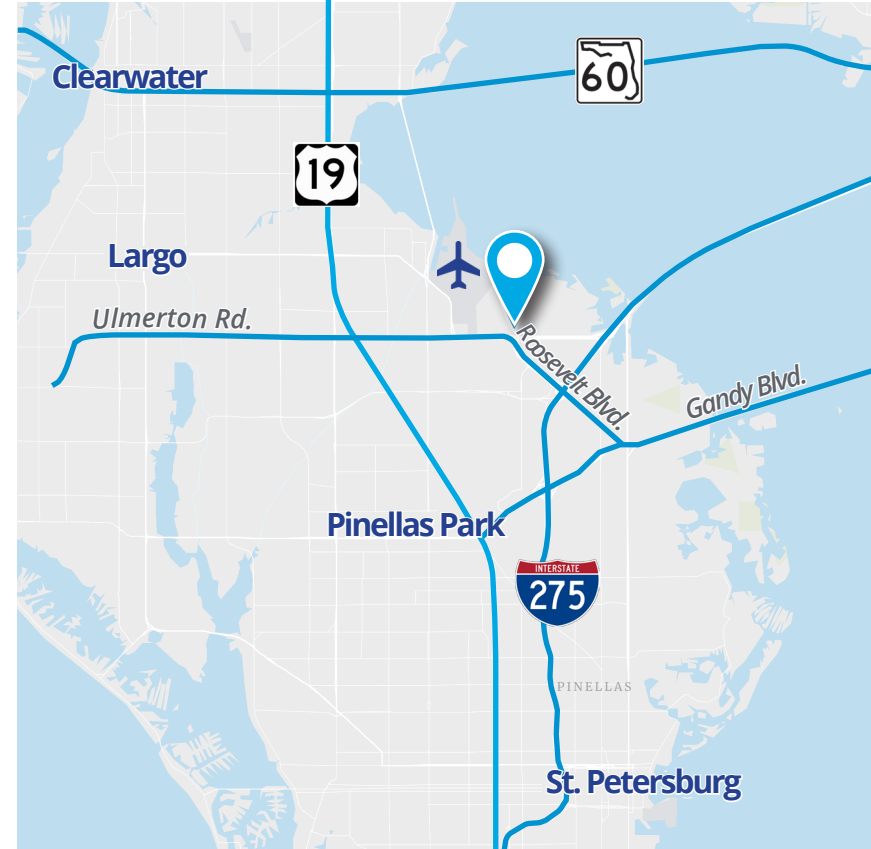 Clearwater
60
19
Largo
Ulmerton Rd.
Roosevelt Blvd.
Gandy Blvd.
Pinellas Park
INTERSTATE
275
PINELLAS
St. Petersburg